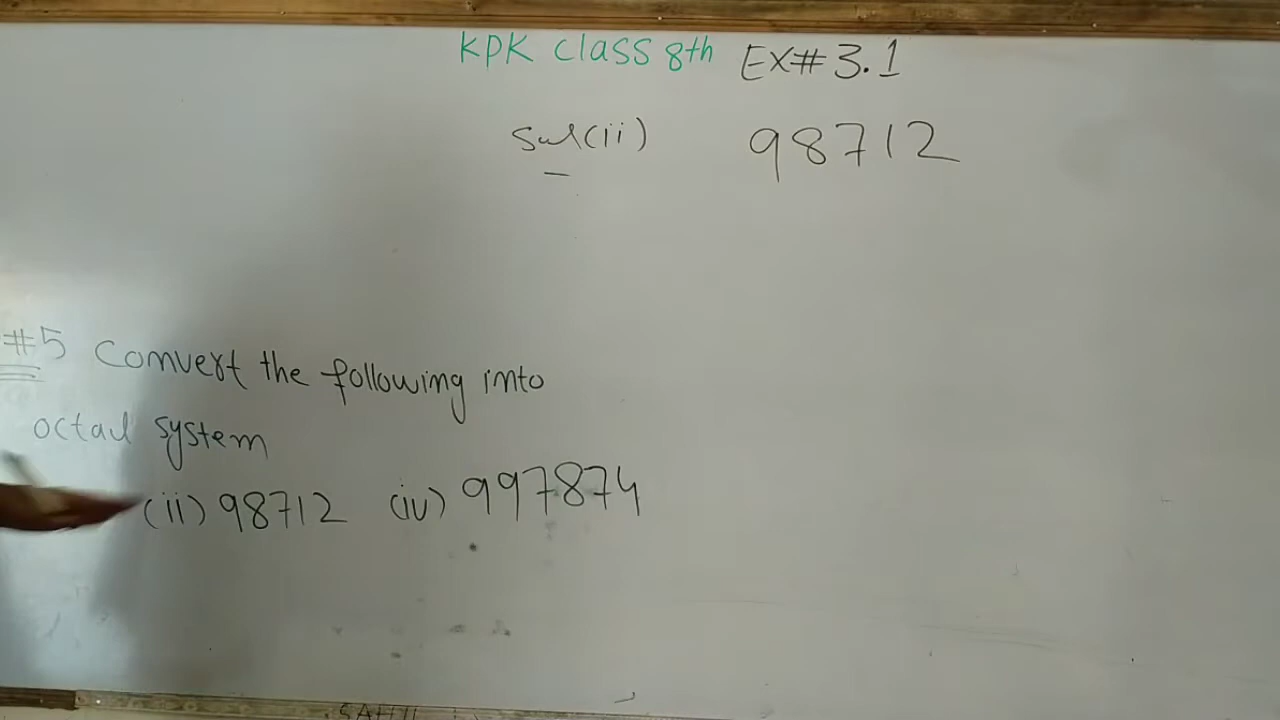 KPK class 8th EX# 3.1
Sol(ii) 98712
#5 Convert the following into
octal system
(ii) 98712 (iv) 997874